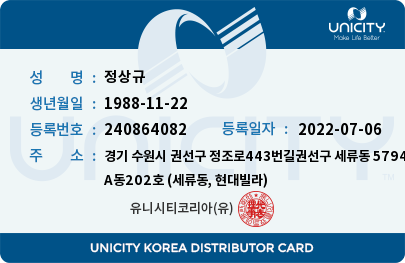 UNICITY
Make Life Better
성 명 : 정상규
생년월일 : 1988-11-22
등록번호 : 240864082 등록일자 : 2022-07-06
주 소 : 경기 수원시 권선구 정조로443번길권선구 세류동 5794
A동202호 (세류동, 현대빌라)
유니시티코리아(유)
UNICITY KOREA DISTRIBUTOR CARD